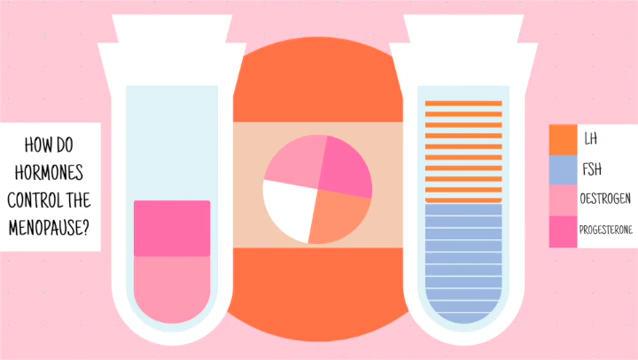 HOW DO
HORMONES
CONTROL THE
MENOPAUSE?
LH
FSH
OESTROGEN
PROGESTERONE